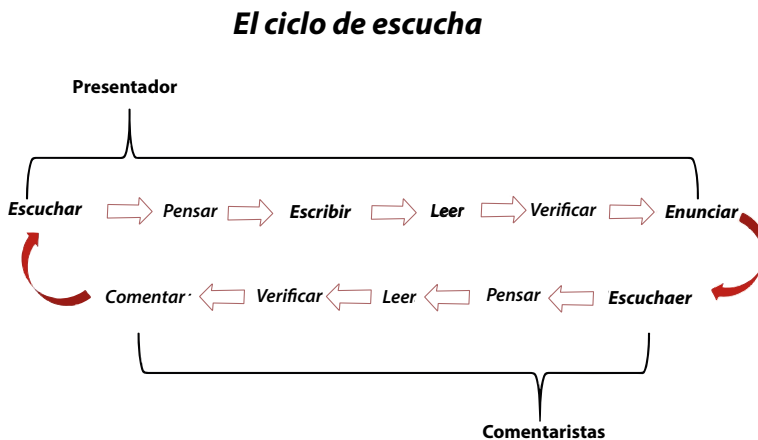 El ciclo de escucha
Presentador
Escuchar Pensar Escribir Leer Verificar Enunciar
Comentar Verificar Leer Pensar Escuchaer
Comentaristas